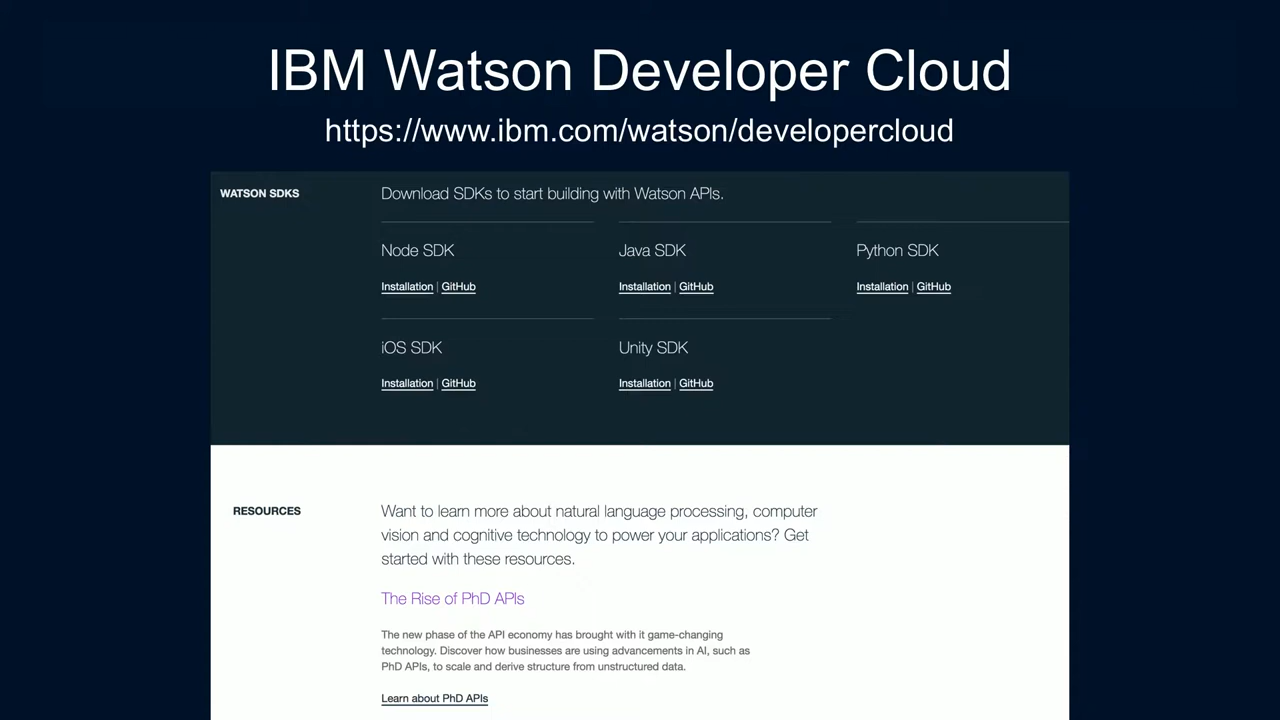 IBM Watson Developer Cloud
https://www.ibm.com/watson/developercloud
WATSON SDKS
Download SDKs to start building with Watson APIs.
Node SDK
Java SDK
Python SDK
Installation | GitHub
Installation | GitHub
Installation | GitHub
iOS SDK
Unity SDK
Installation | GitHub
Installation | GitHub
RESOURCES
Want to learn more about natural language processing, computer
vision and cognitive technology to power your applications? Get
started with these resources.
The Rise of PhD APIs
The new phase of the API economy has brought with it game-changing
technology. Discover how businesses are using advancements in AI, such as
PhD APIs, to scale and derive structure from unstructured data.
Learn about PhD APIs